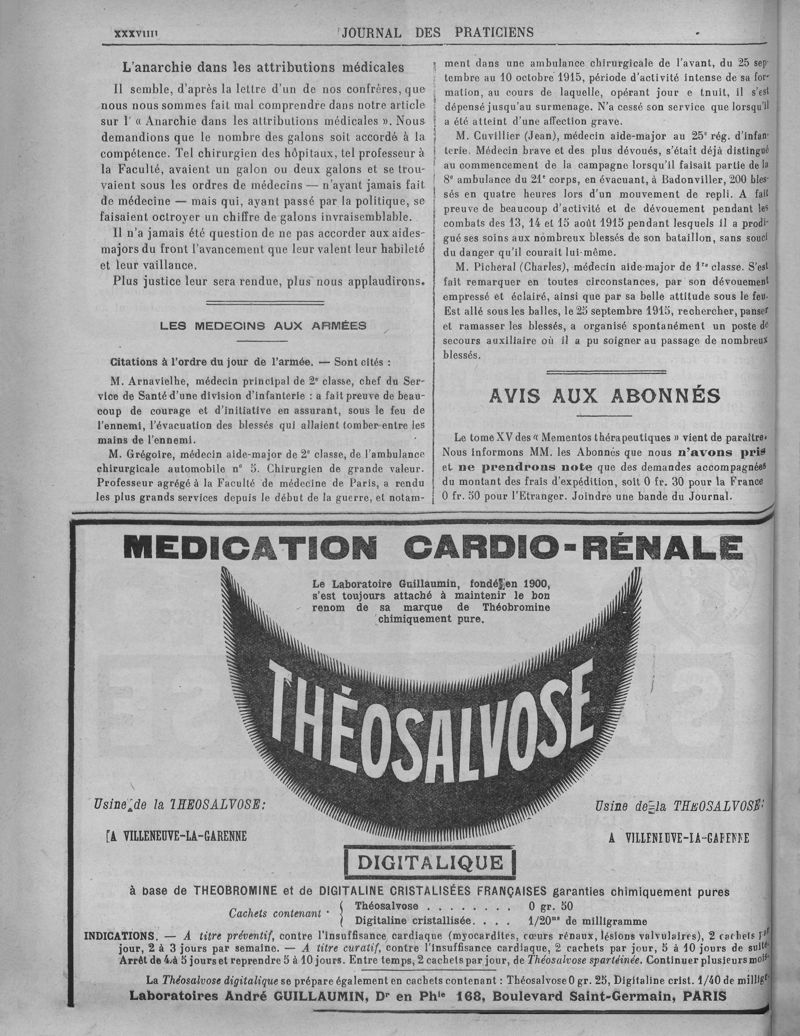 XXXVIIII
JOURNAL DES PRATICIENS
L'anarchie dans les attributions médicales
Il semble, d'après la lettre d'un de nos confrères, que
nous nous sommes fait mal comprendre dans notre article
sur l' « Anarchie dans les attributions médicales ». Nous
demandions que le nombre des galons soit accordé à la
compétence. Tel chirurgien des hôpitaux, tel professeur à
la Faculté, avaient un galon ou deux galons et se trou-
vaient sous les ordres de médecins — n'ayant jamais fait
de médecine — mais qui, ayant passé par la politique, se
faisaient octroyer un chiffre de galons invraisemblable.
Il n'a jamais été question de ne pas accorder aux aides-
majors du front l'avancement que leur valent leur habileté
et leur vaillance.
Plus justice leur sera rendue, plus nous applaudirons.
LES MEDECINS AUX ARMÉES
Citations à l'ordre du jour de l'armée. — Sont cités :
M. Arnavielhe, médecin principal de 2e classe, chef du Ser-
vice de Santé d'une division d'infanterie : a fait preuve de beau-
coup de courage et d'initiative en assurant, sous le feu de
l'ennemi, l'évacuation des blessés qui allaient tomber entre les
mains de l'ennemi.
M. Grégoire, médecin aide-major de 2e classe, de l'ambulance
chirurgicale automobile n° 5. Chirurgien de grande valeur.
Professeur agrégé à la Faculté de médecine de Paris, a rendu
les plus grands services depuis le début de la guerre, et notam-
ment dans une ambulance chirurgicale de l'avant, du 25 sep-
tembre au 10 octobre 1915, période d'activité intense de sa for-
mation, au cours de laquelle, opérant jour e tnuit, il s'est
dépensé jusqu'au surmenage. N'a cessé son service que lorsqu'il
a été atteint d'une affection grave.
M. Cuvillier (Jean), médecin aide-major au 25e rég. d'infan-
terie. Médecin brave et des plus dévoués, s'était déjà distingué
au commencement de la campagne lorsqu'il faisait partie de la
8e ambulance du 21e corps, en évacuant, à Badonviller, 200 bles-
sés en quatre heures lors d'un mouvement de repli. A fait
preuve de beaucoup d'activité et de dévouement pendant les
combats des 13, 14 et 15 août 1915 pendant lesquels il a prodi-
gué ses soins aux nombreux blessés de son bataillon, sans souci
du danger qu'il courait lui-même.
M. Picheral (Charles), médecin aide-major de 1re classe. S'est
fait remarquer en toutes circonstances, par son dévouement
empressé et éclairé, ainsi que par sa belle attitude sous le feu.
Est allé sous les balles, le 25 septembre 1915, rechercher, panser
et ramasser les blessés, a organisé spontanément un poste de
secours auxiliaire où il a pu soigner au passage de nombreux
blessés.
AVIS AUX ABONNÉS
Le tome XV des « Mementos thérapeutiques » vient de paraître.
Nous informons MM. les Abonnés que nous n'avons pris
et ne prendrons note que des demandes accompagnées
du montant des frais d'expédition, soit 0 fr. 30 pour la France
0 fr. 50 pour l'Etranger. Joindre une bande du Journal.
MEDICATION CARDIO-RÉNALE
Le Laboratoire Guillaumin, fondé en 1900,
s'est toujours attaché à maintenir le bon
renom de sa marque de Théobromine
chimiquement pure.
THÉOSALVOSE
Usine de la THEOSALVOSE:
A VILLENEUVE-LA-GARENNE
Usine de la THEOSALVOSE:
A VILLENEUVE-LA-GARENNE
DIGITALIQUE
à base de THEOBROMINE et de DIGITALINE CRISTALISÉES FRANÇAISES garanties chimiquement pures
Cachets contenant : { Théosalvose . . . . . . . . 0 gr. 50
Digitaline cristallisée. . . . 1/20me de milligramme
INDICATIONS. — A titre préventif, contre l'insuffisance cardiaque (myocardites, cœurs rénaux, lésions valvulaires), 2 cachets par
jour, 2 à 3 jours par semaine. — A titre curatif, contre l'insuffisance cardiaque, 2 cachets par jour, 5 à 10 jours de suite
Arrêt de 4 à 5 jours et reprendre 5 à 10 jours. Entre temps, 2 cachets par jour, de Théosalvose spartéinée. Continuer plusieurs mois
La Théosalvose digitalique se prépare également en cachets contenant : Théosalvose 0 gr. 25, Digitaline crist. 1/40 de millig
Laboratoires André GUILLAUMIN, Dr en Phie 168, Boulevard Saint-Germain, PARIS